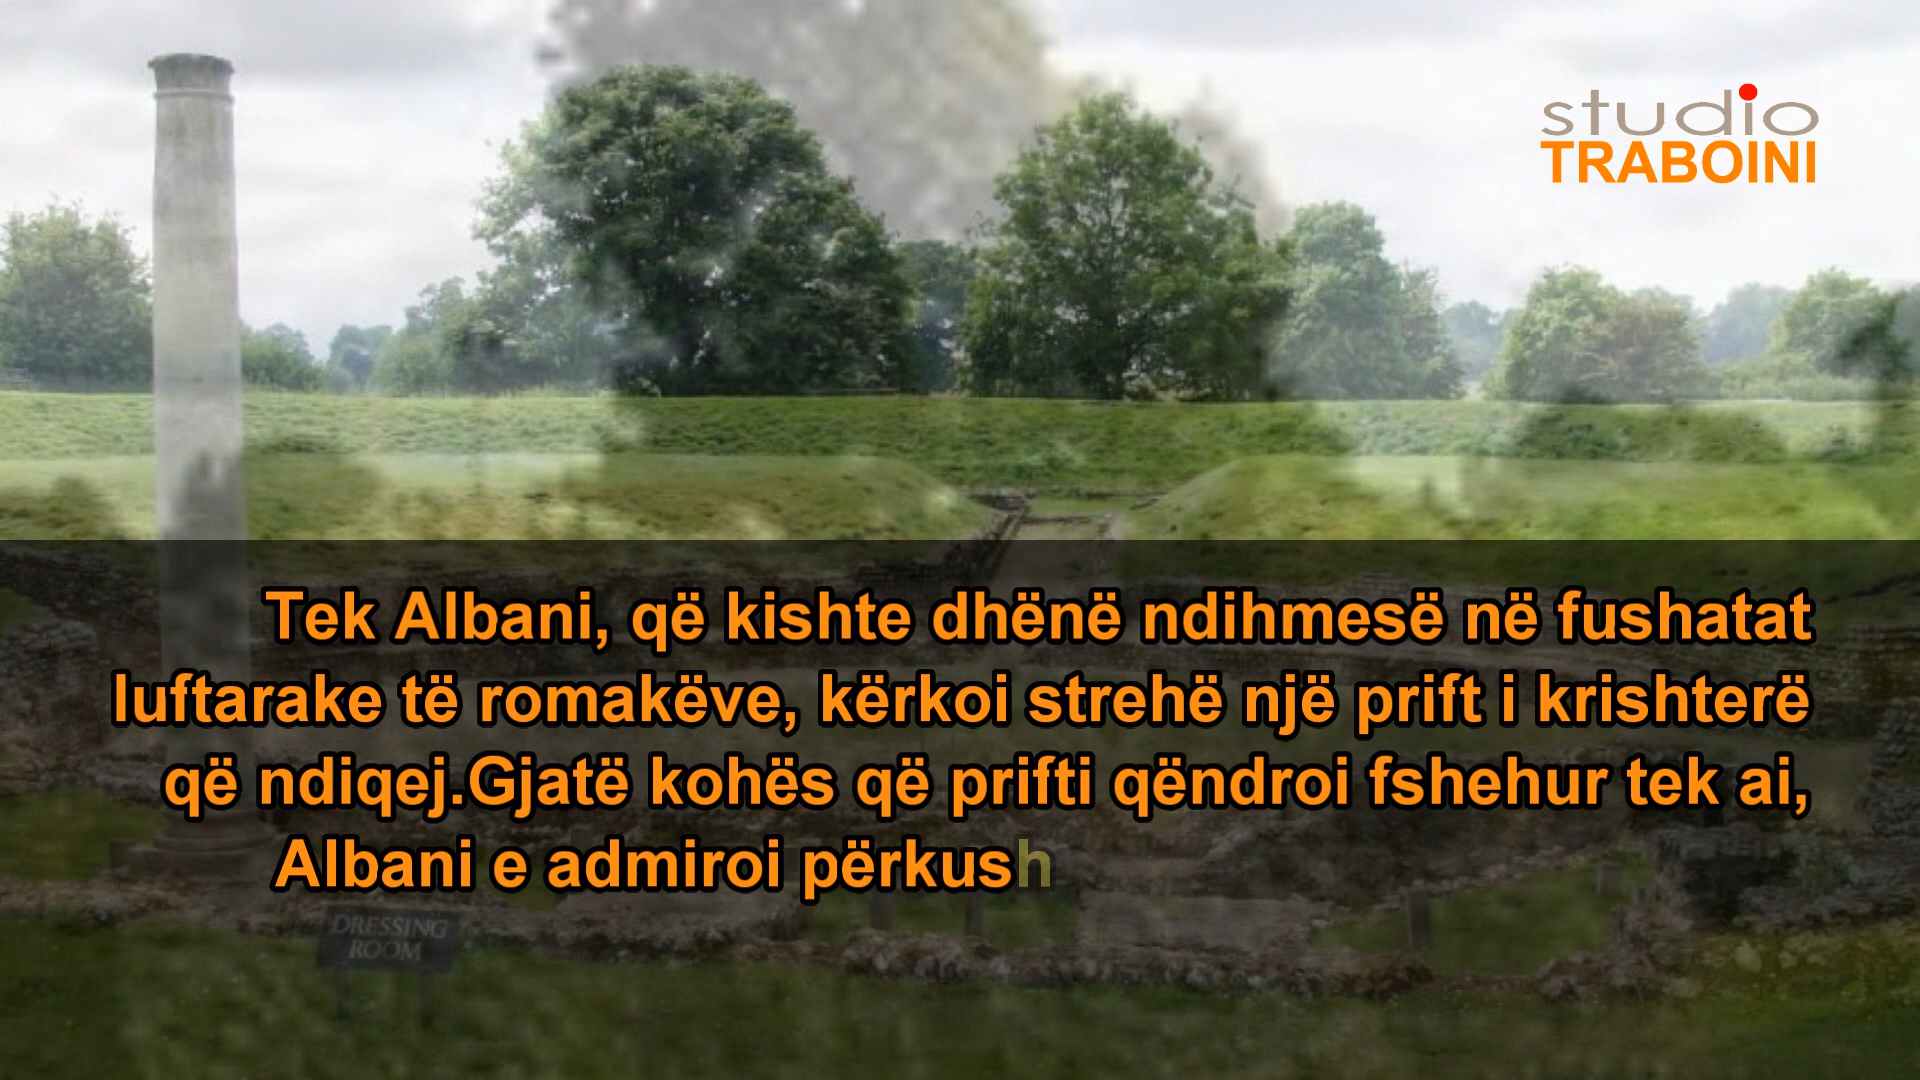 studio
TRABOINI
Tek Albani, që kishte dhënë ndihmesë në fushatat
luftarake të romakëve, kërkoi strehë një prift i krishterë
që ndiqej.Gjatë kohës që prifti qëndroi fshehur tek ai,
Albani e admiroi përkush
DRESSING
ROOM